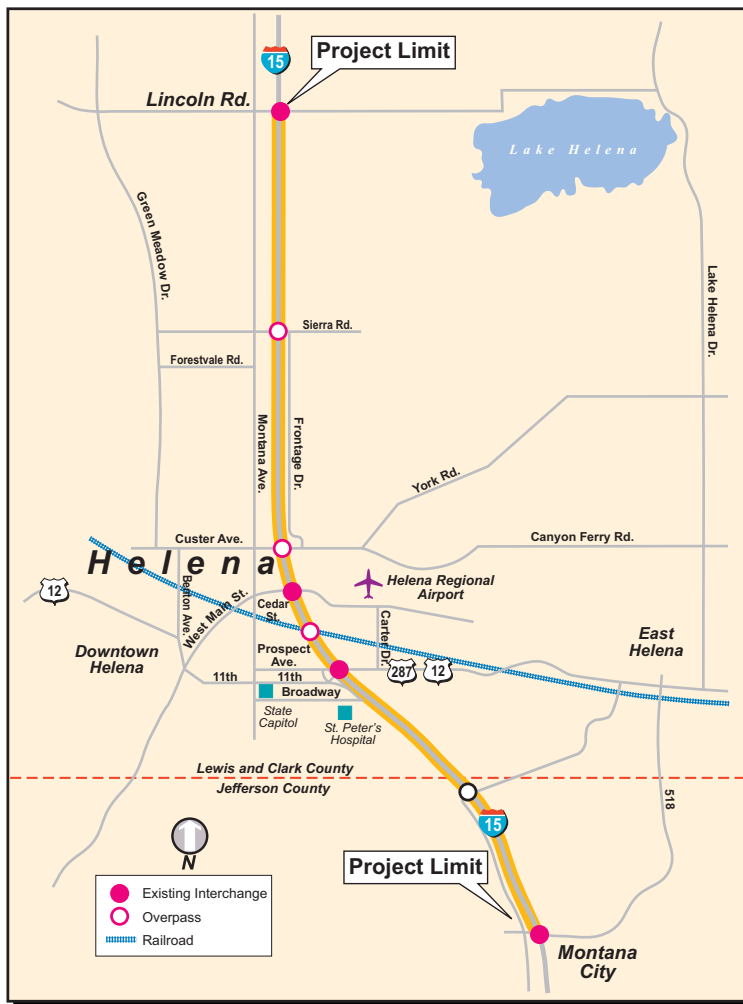 15
Project Limit
Lincoln Rd.
Lake Helena
Green Meadow Dr.
Lake Helena Dr.
Sierra Rd.
Forestvale Rd.
Montana Ave.
Frontage Dr.
York Rd.
Custer Ave.
Canyon Ferry Rd.
Helena
12
Benton Ave.
West Main St.
Cedar
St.
Helena Regional
Airport
Carter Dr.
Downtown
Helena
East
Helena
Prospect
Ave.
287
12
11th
11th
Broadway
State
Capitol
St. Peter's
Hospital
Lewis and Clark County
Jefferson County
518
15
N
Project Limit
Existing Interchange
Overpass
Railroad
Montana
City